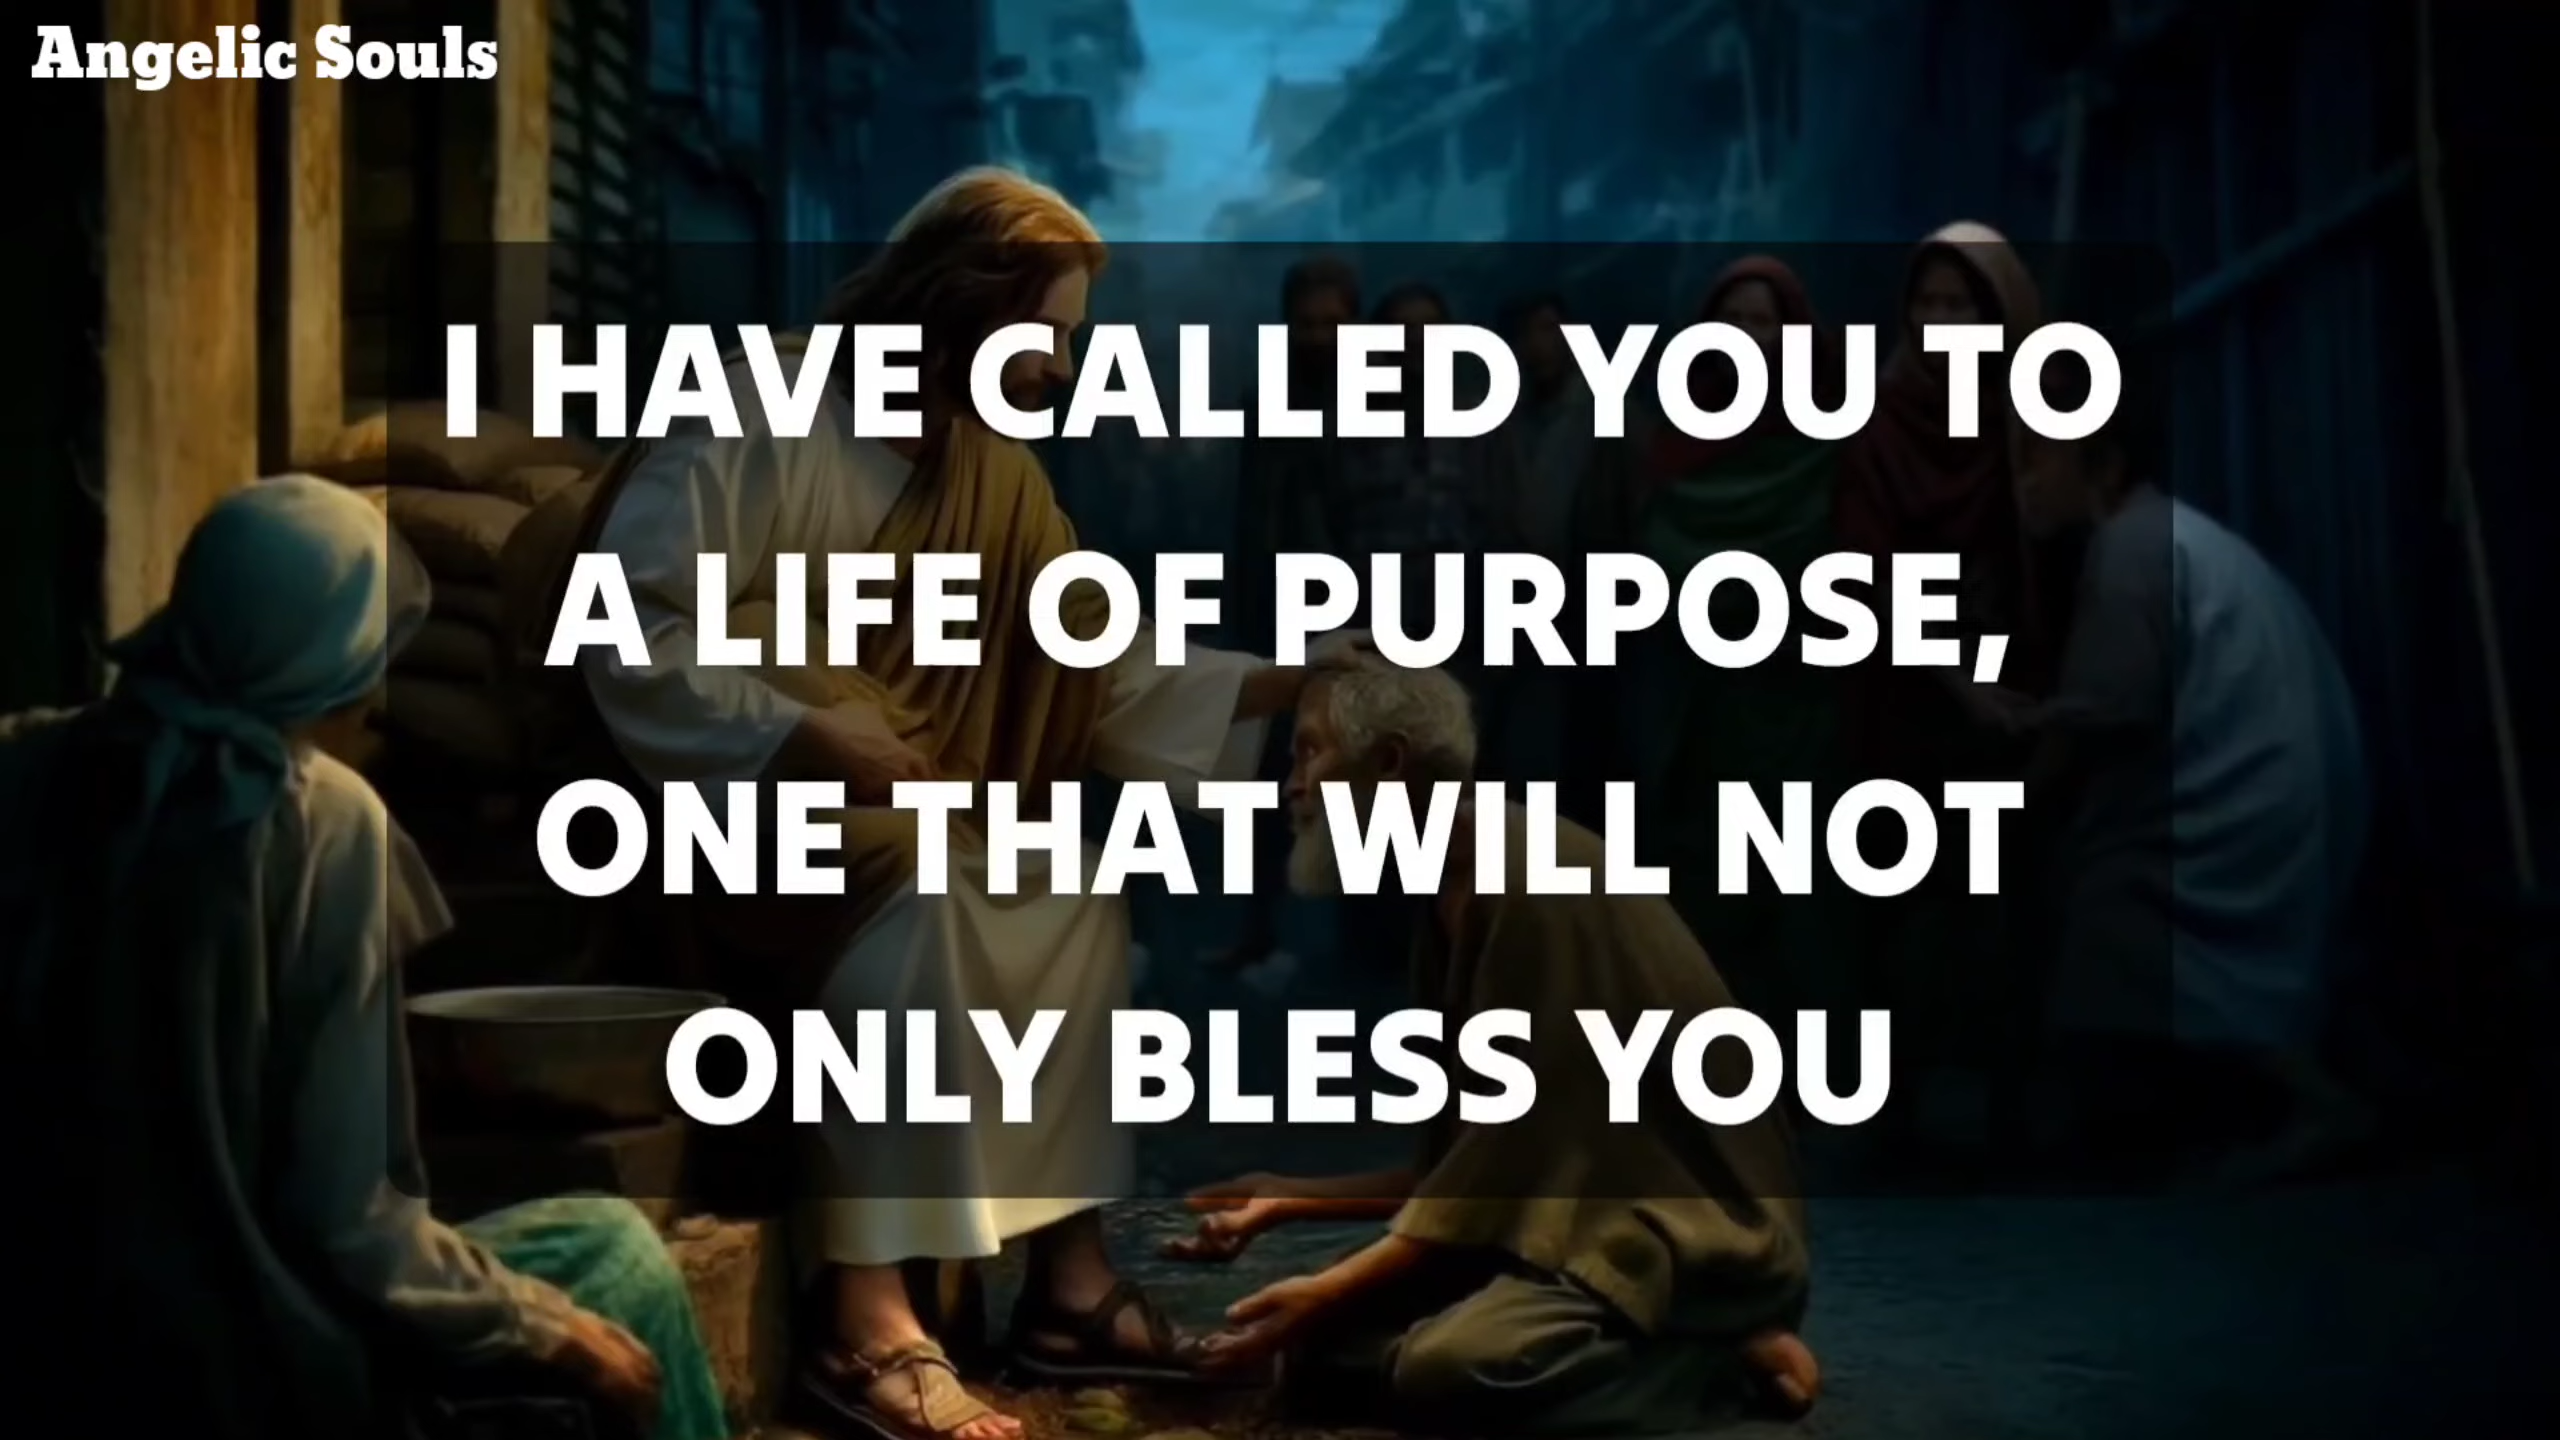 Angelic Souls
I HAVE CALLED YOU TO
A LIFE OF PURPOSE,
ONE THAT WILL NOT
ONLY BLESS YOU